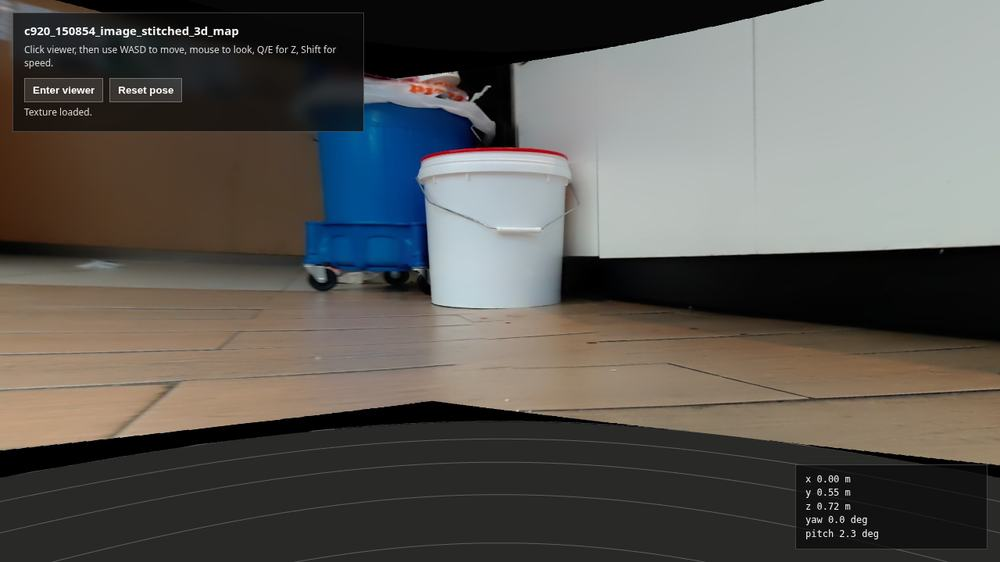 c920_150854_image_stitched_3d_map
Click viewer, then use WASD to move, mouse to look, Q/E for Z, Shift for
speed.
Enter viewer
Reset pose
Texture loaded.
x 0.00 m
y 0.55 m
z 0.72 m
yaw 0.0 deg
pitch 2.3 deg